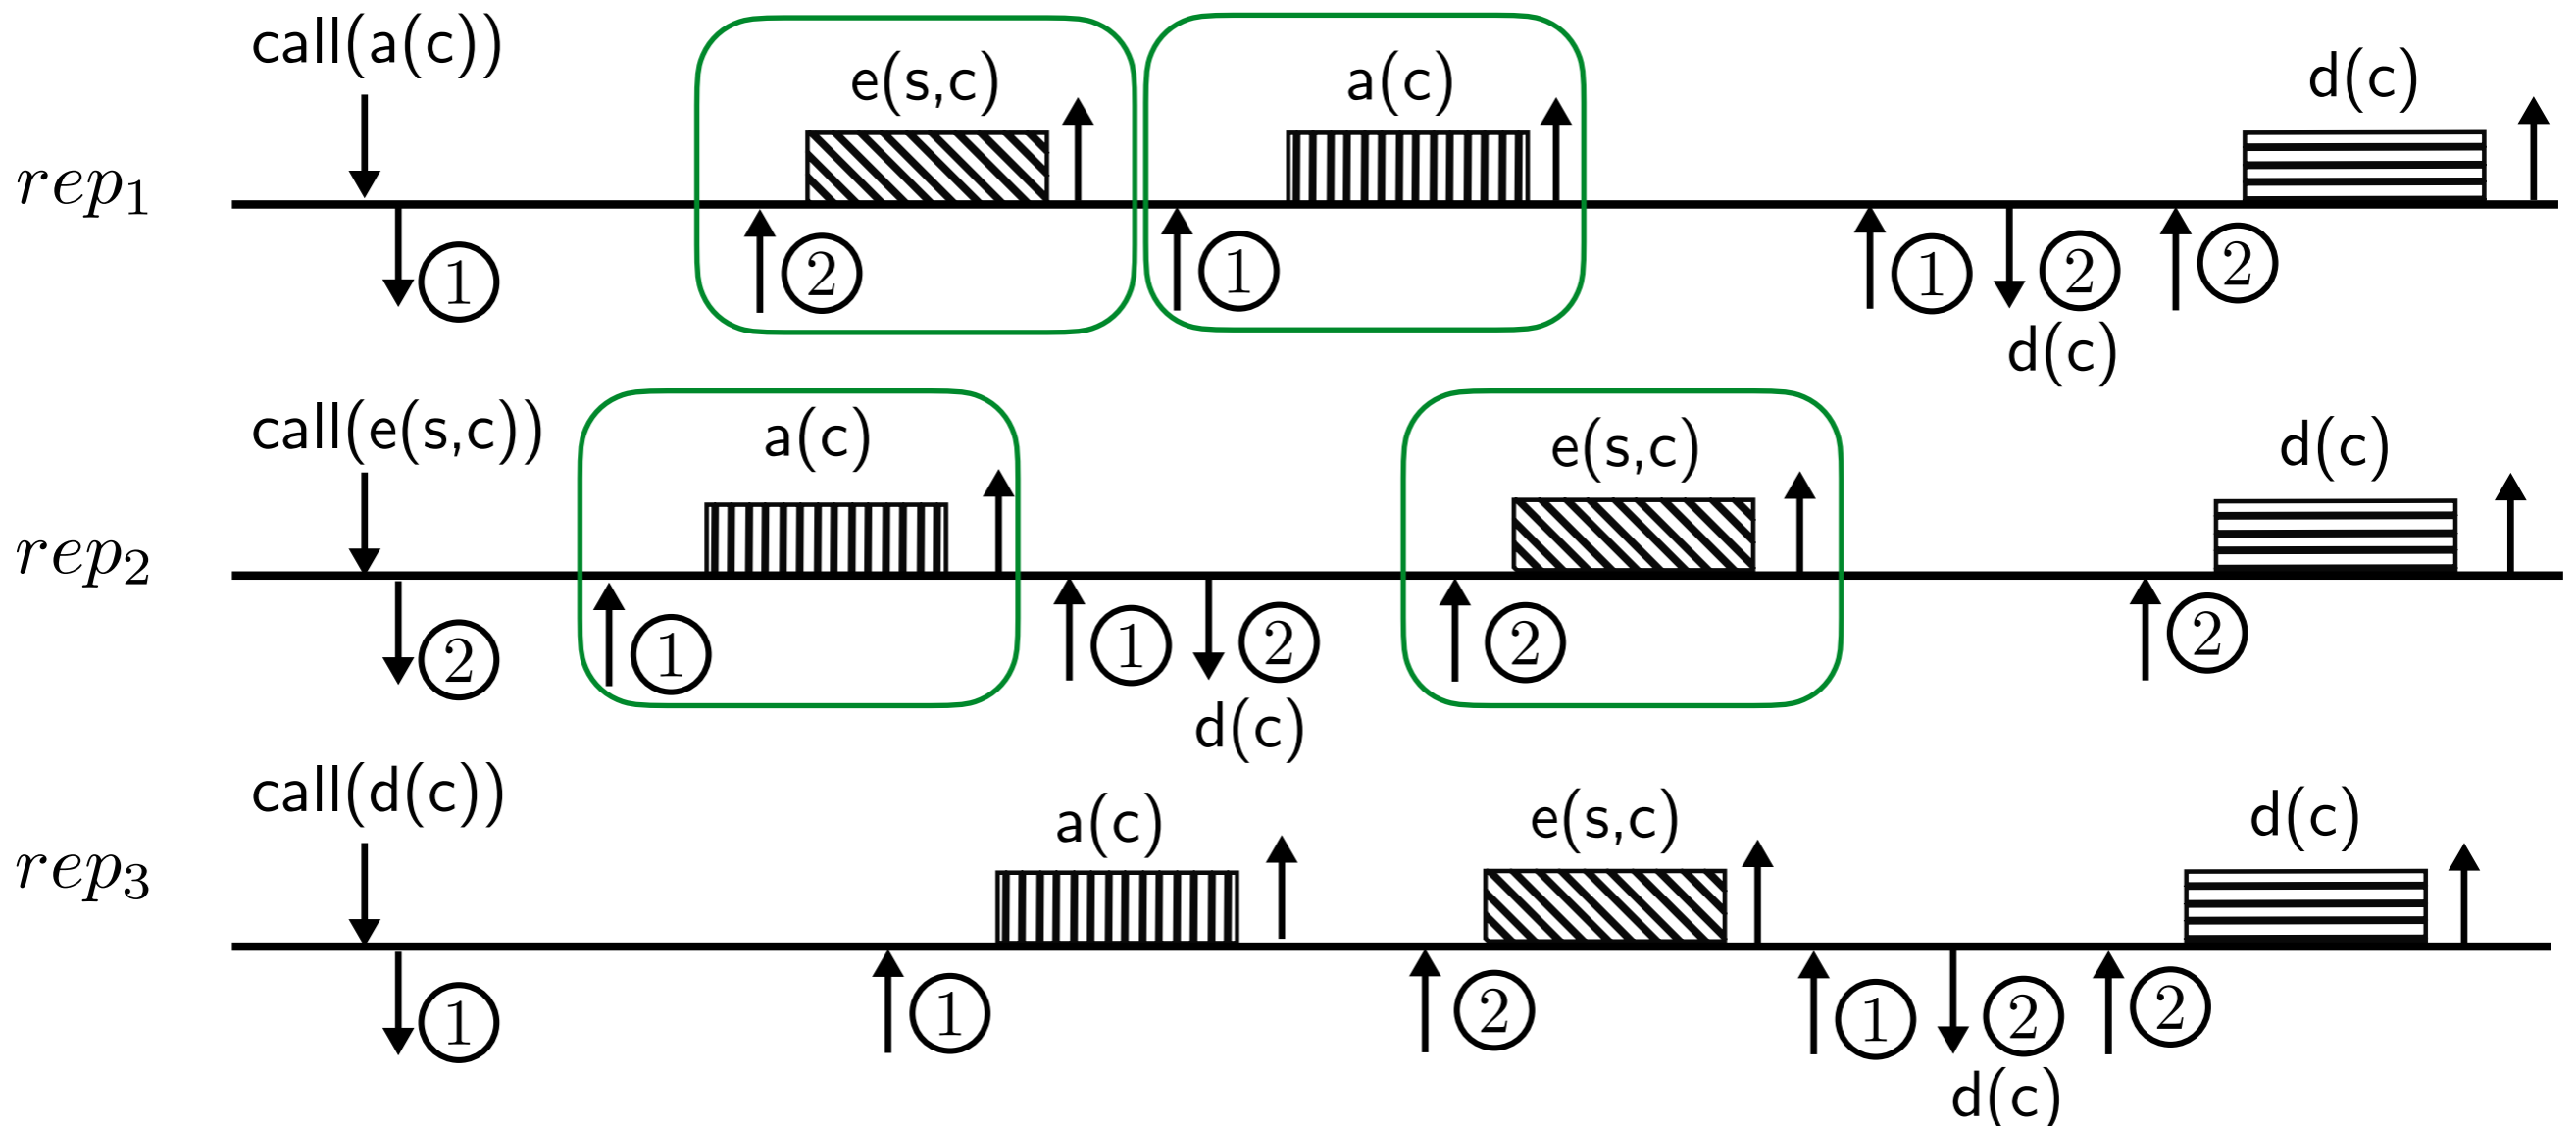 call(a(c))
e(s,c) a(c) d(c)
rep1
1 2 1 1 2 2
d(c)
call(e(s,c))
a(c) e(s,c) d(c)
rep2
2 1 1 2 2 2
d(c)
call(d(c))
a(c) e(s,c) d(c)
rep3
1 1 2 1 2 2
d(c)